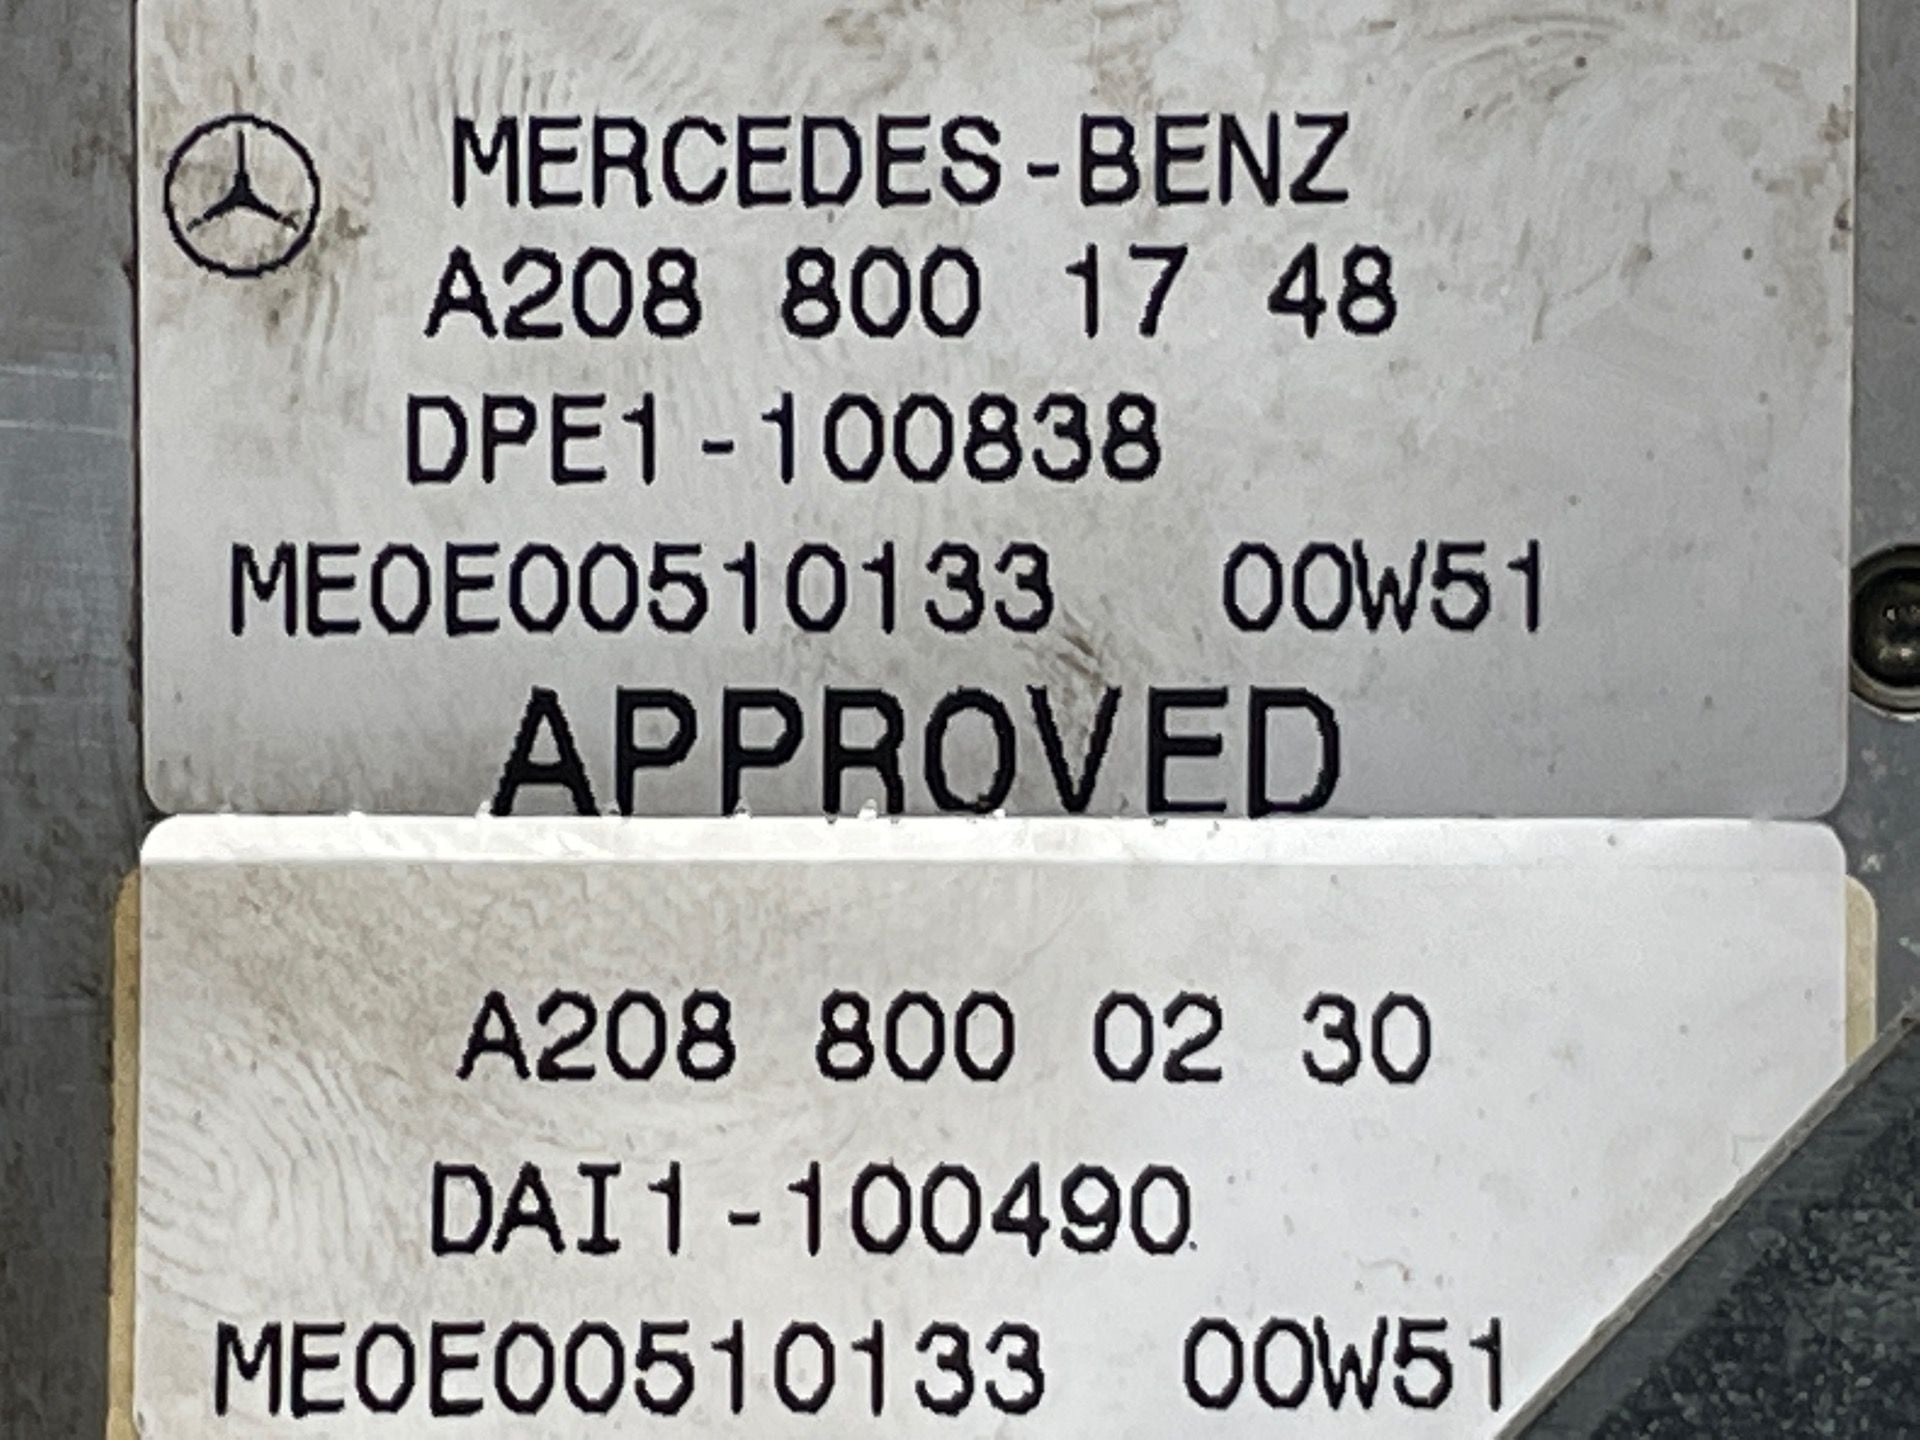 MERCEDES-BENZ
A208 800 17 48
DPE1-100838
ME0E00510133 00W51
APPROVED
A208 800 02 30
DAI1-100490
ME0E00510133 00W51